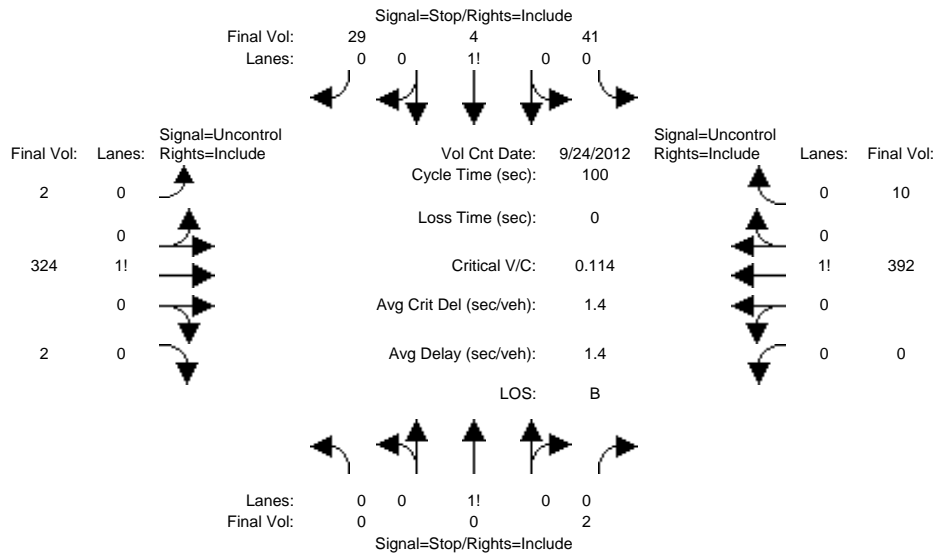 Signal=Stop/Rights=Include
Final Vol: 29 4 41
Lanes: 0 0 1! 0 0
Signal=Uncontrol Signal=Uncontrol
Final Vol: Lanes: Rights=Include Vol Cnt Date: 9/24/2012 Rights=Include Lanes: Final Vol:
Cycle Time (sec): 100
2 0 0 10
Loss Time (sec): 0
0 0
324 1! Critical V/C: 0.114 1! 392
0 Avg Crit Del (sec/veh): 1.4 0
2 0 Avg Delay (sec/veh): 1.4 0 0
LOS: B
Lanes: 0 0 1! 0 0
Final Vol: 0 0 2
Signal=Stop/Rights=Include